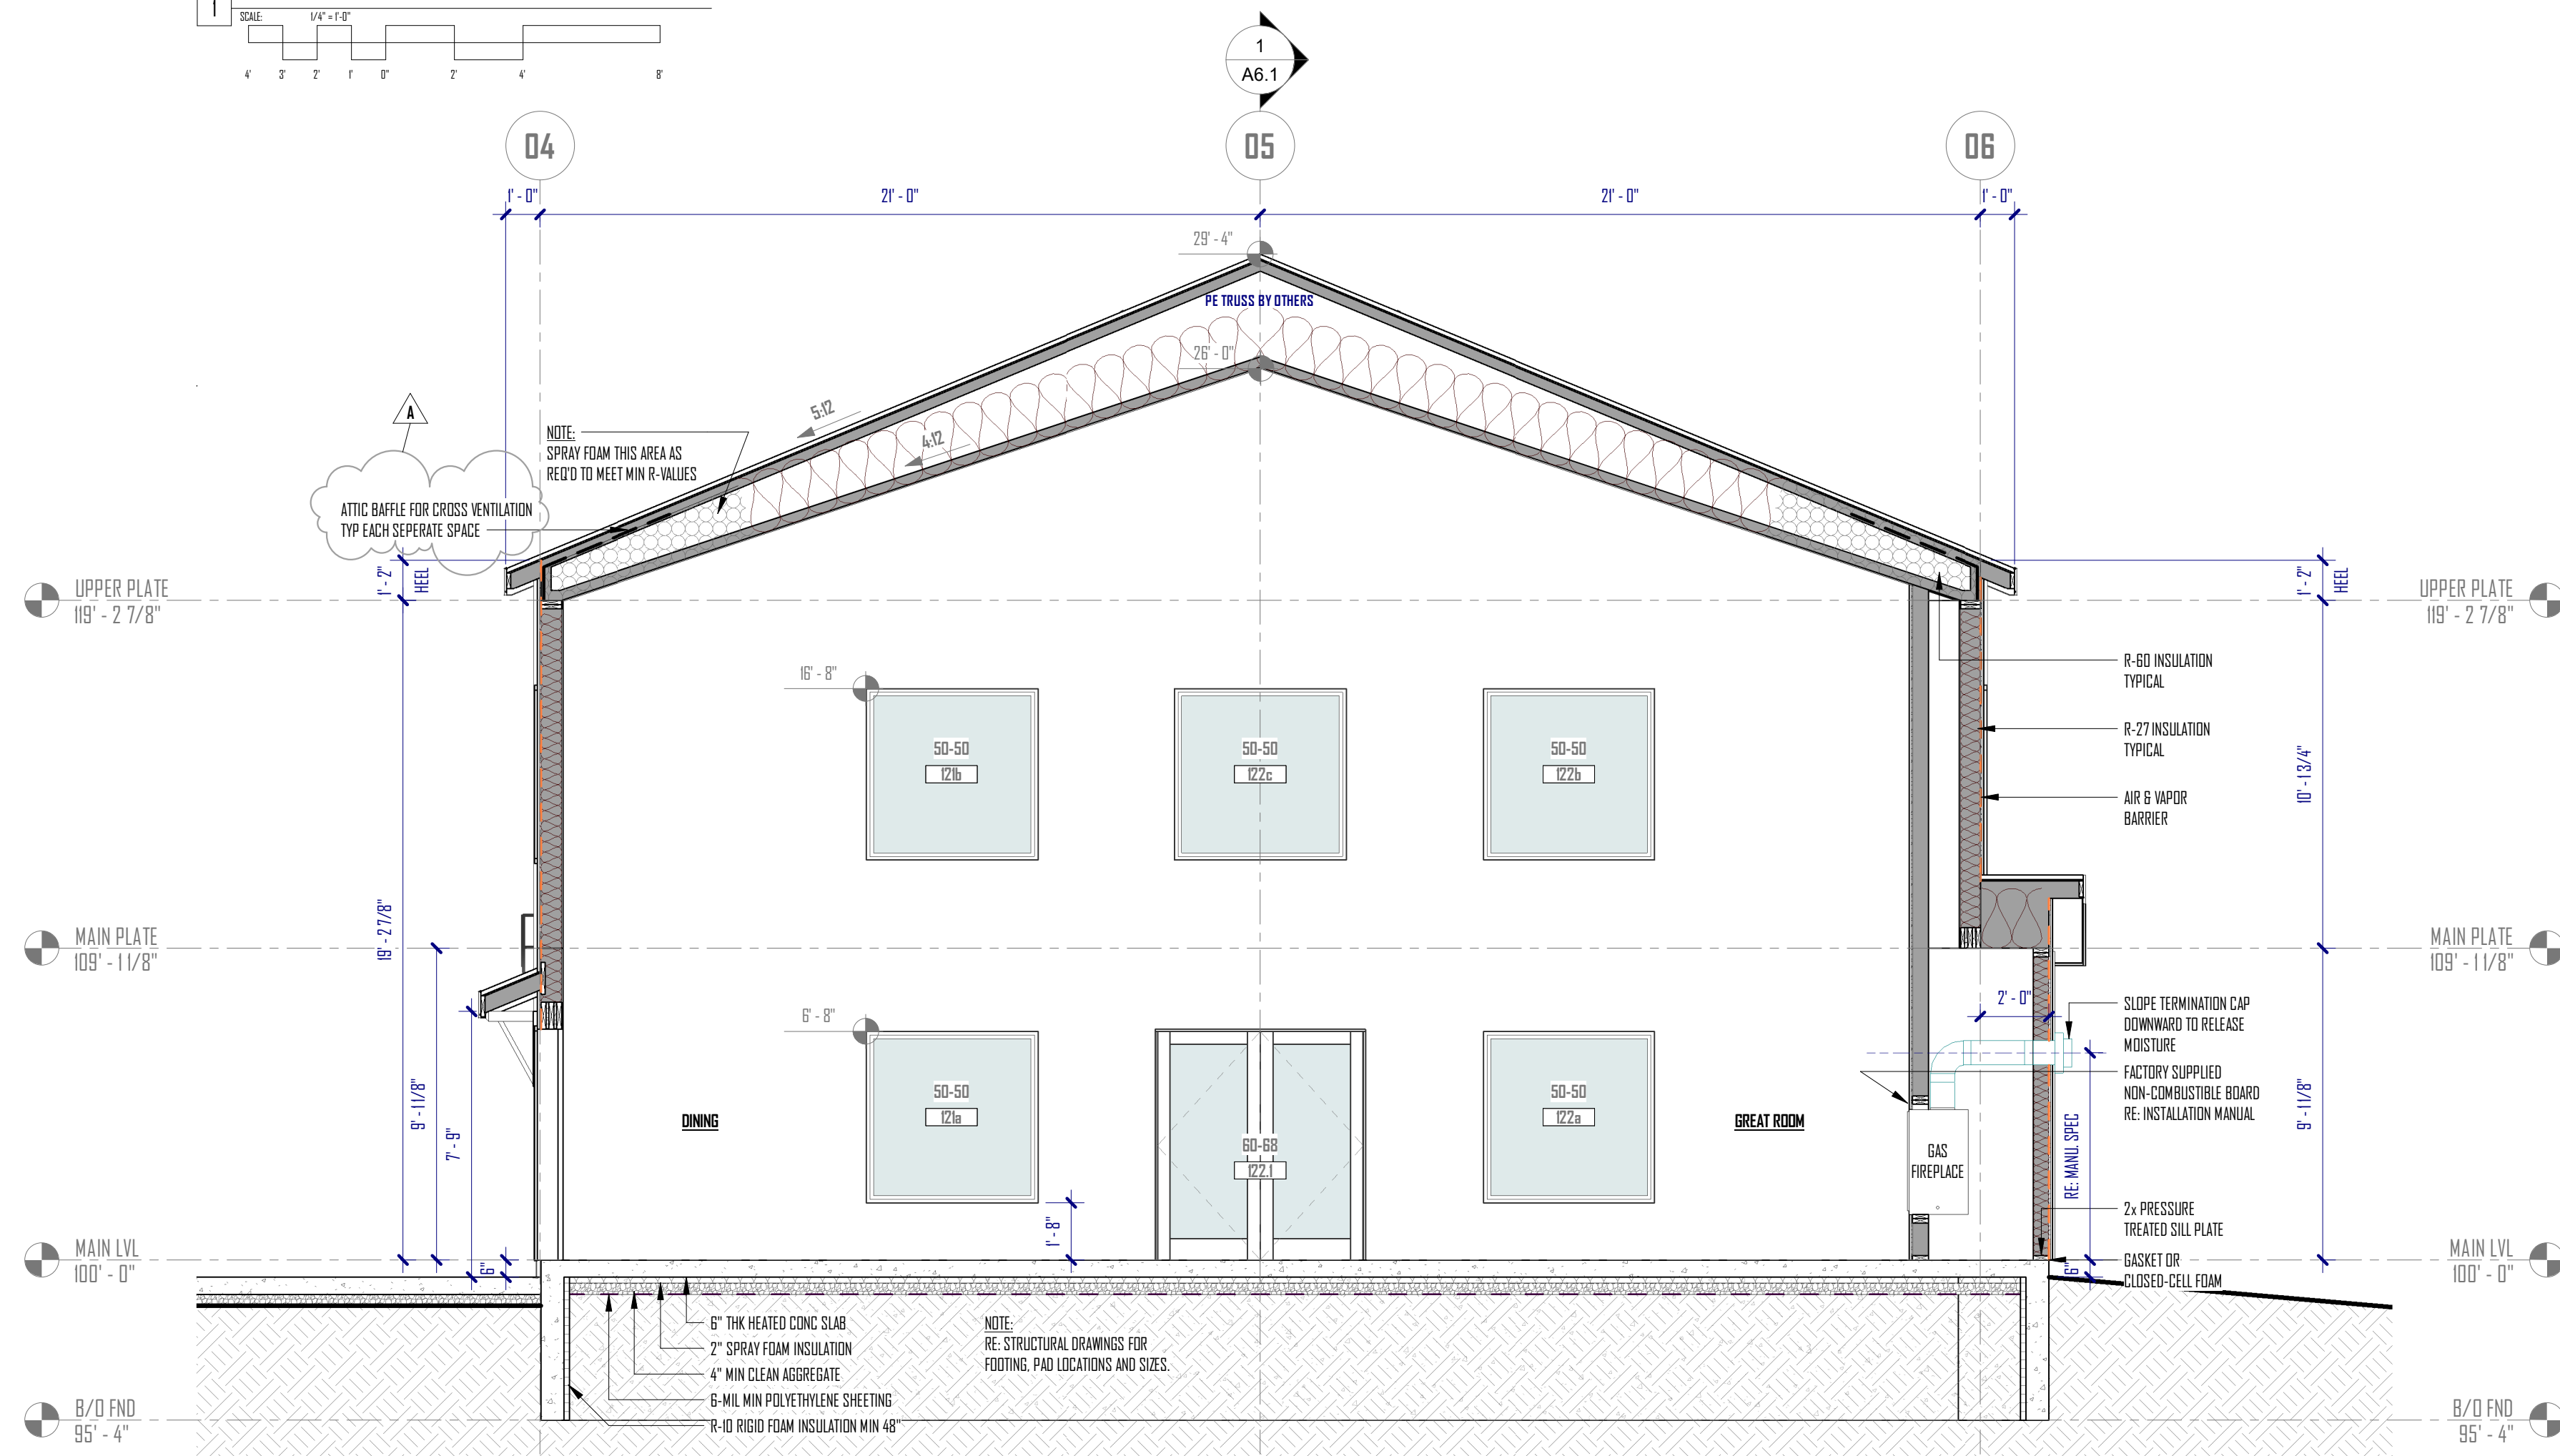 1
SCALE: 1/4" = 1'-0"
4' 3' 2' 1' 0" 2' 4' 8'
1
A6.1
04 05 06
1' - 0" 21' - 0" 21' - 0" 1' - 0"
29' - 4"
PE TRUSS BY OTHERS
26' - 0"
5:12
4:12
A
NOTE:
SPRAY FOAM THIS AREA AS
REQ'D TO MEET MIN R-VALUES
ATTIC BAFFLE FOR CROSS VENTILATION
TYP EACH SEPERATE SPACE
1' - 2"
HEEL
1' - 2"
HEEL
UPPER PLATE
119' - 2 7/8"
UPPER PLATE
119' - 2 7/8"
R-60 INSULATION
TYPICAL
16' - 8"
R-27 INSULATION
TYPICAL
50-50
121b
50-50
122c
50-50
122b
10' - 1 3/4"
AIR & VAPOR
BARRIER
19' - 2 7/8"
MAIN PLATE
109' - 1 1/8"
MAIN PLATE
109' - 1 1/8"
2' - 0"
SLOPE TERMINATION CAP
DOWNWARD TO RELEASE
MOISTURE
6' - 8"
FACTORY SUPPLIED
NON-COMBUSTIBLE BOARD
RE: INSTALLATION MANUAL
9' - 1 1/8"
7' - 9"
DINING
50-50
121a
60-68
122.1
50-50
122a
GREAT ROOM
GAS
FIREPLACE
RE: MANU. SPEC
9' - 1 1/8"
1' - 8"
2x PRESSURE
TREATED SILL PLATE
MAIN LVL
100' - 0"
6"
6"
GASKET OR
CLOSED-CELL FOAM
MAIN LVL
100' - 0"
6" THK HEATED CONC SLAB
2" SPRAY FOAM INSULATION
4" MIN CLEAN AGGREGATE
6-MIL MIN POLYETHYLENE SHEETING
R-10 RIGID FOAM INSULATION MIN 48"
NOTE:
RE: STRUCTURAL DRAWINGS FOR
FOOTING, PAD LOCATIONS AND SIZES.
B/O FND
95' - 4"
B/O FND
95' - 4"